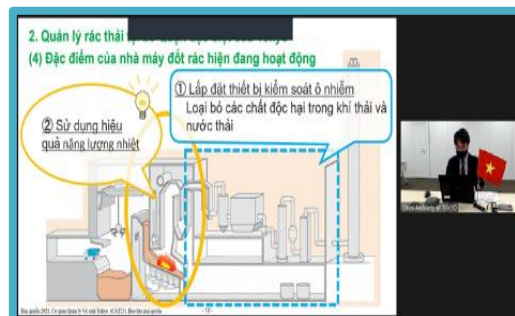 2. Quản lý rác thải
(4) Đặc điểm của nhà máy đốt rác hiện đang hoạt động
① Lắp đặt thiết bị kiểm soát ô nhiễm
Loại bỏ các chất độc hại trong khí thải và
nước thải
② Sử dụng hiệu
quả năng lượng nhiệt
-12-